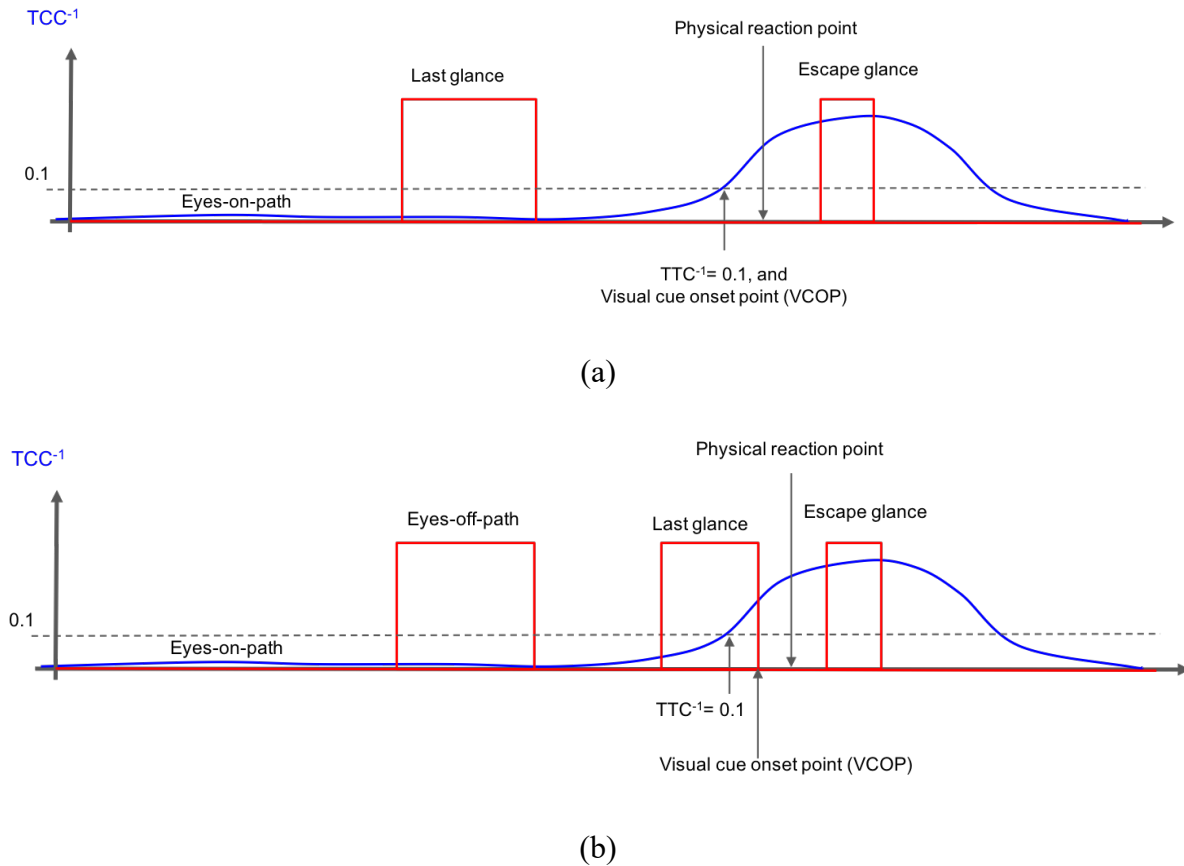 TCC⁻¹
Physical reaction point
Last glance
Escape glance
0.1
Eyes-on-path
TTC⁻¹= 0.1, and
Visual cue onset point (VCOP)
(a)
TCC⁻¹
Physical reaction point
Eyes-off-path
Last glance
Escape glance
0.1
Eyes-on-path
TTC⁻¹= 0.1
Visual cue onset point (VCOP)
(b)